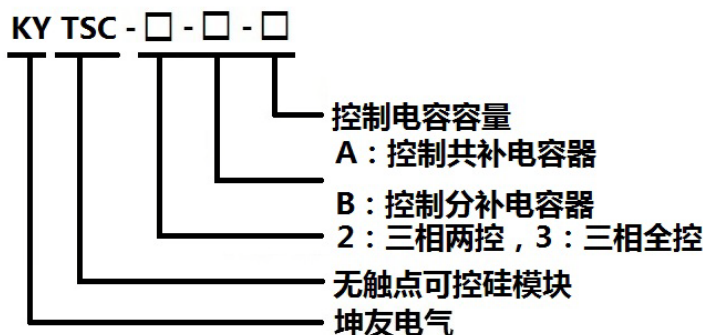 KY TSC - □ - □ - □
控制电容容量
A：控制共补电容器
B：控制分补电容器
2：三相两控，3：三相全控
无触点可控硅模块
坤友电气